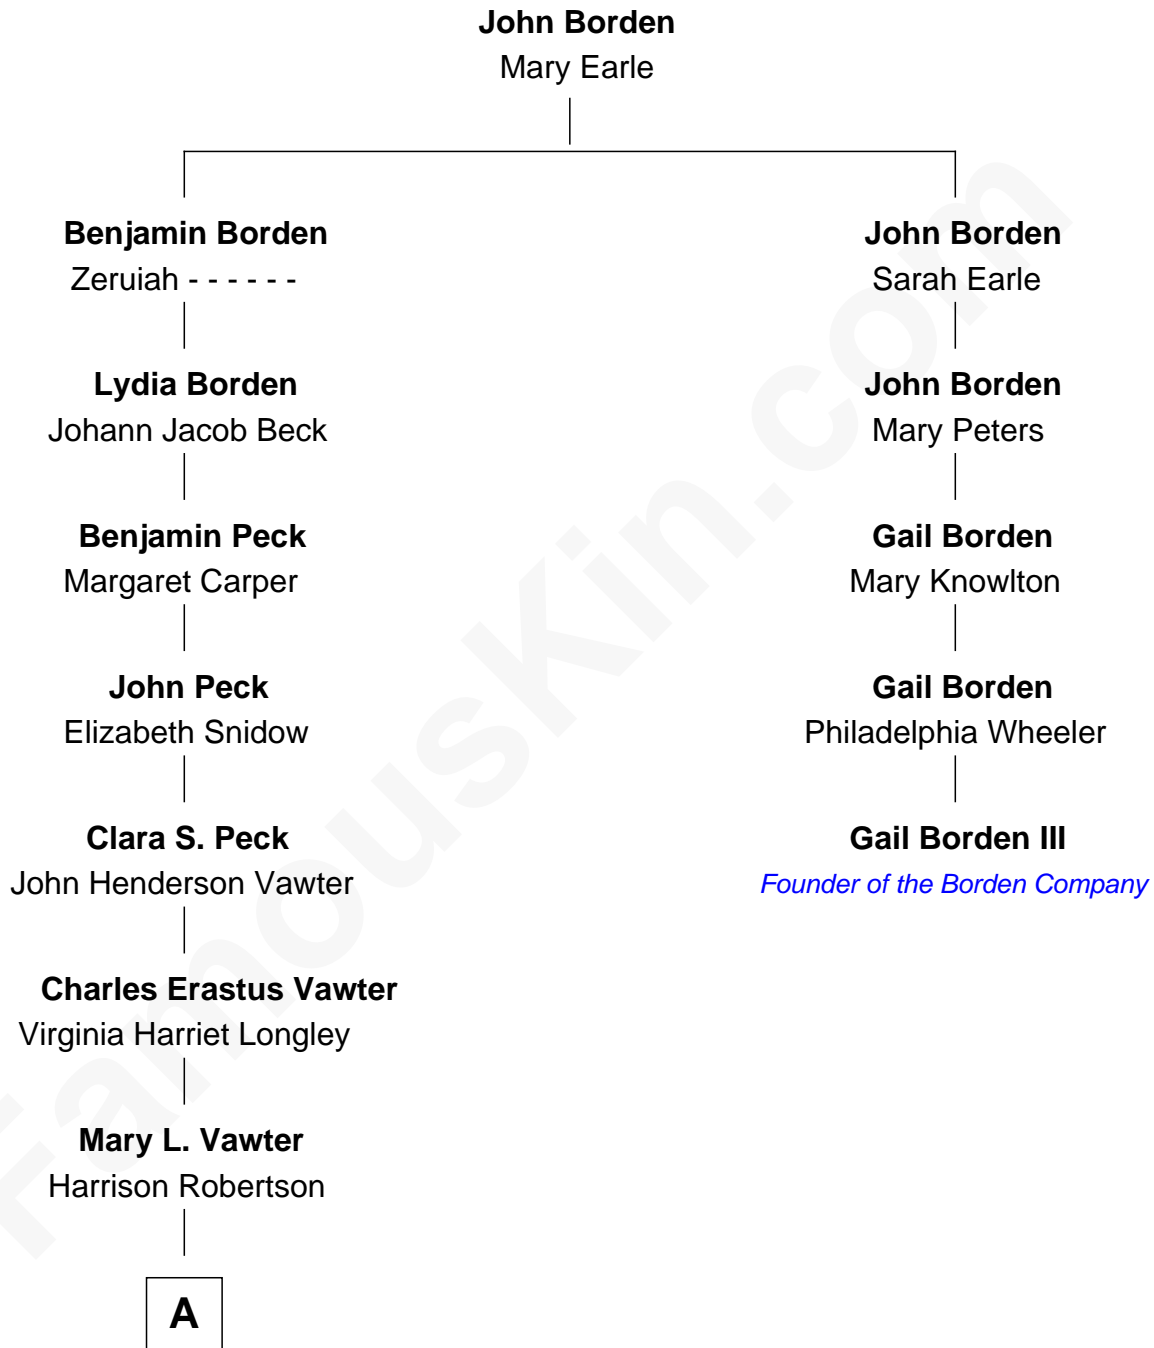 John Borden
Mary Earle
Benjamin Borden
Zeruiah - - - - - -
John Borden
Sarah Earle
Lydia Borden
Johann Jacob Beck
John Borden
Mary Peters
Benjamin Peck
Margaret Carper
Gail Borden
Mary Knowlton
John Peck
Elizabeth Snidow
Gail Borden
Philadelphia Wheeler
Clara S. Peck
John Henderson Vawter
Gail Borden III
Founder of the Borden Company
Charles Erastus Vawter
Virginia Harriet Longley
Mary L. Vawter
Harrison Robertson
A
FamousKin.com